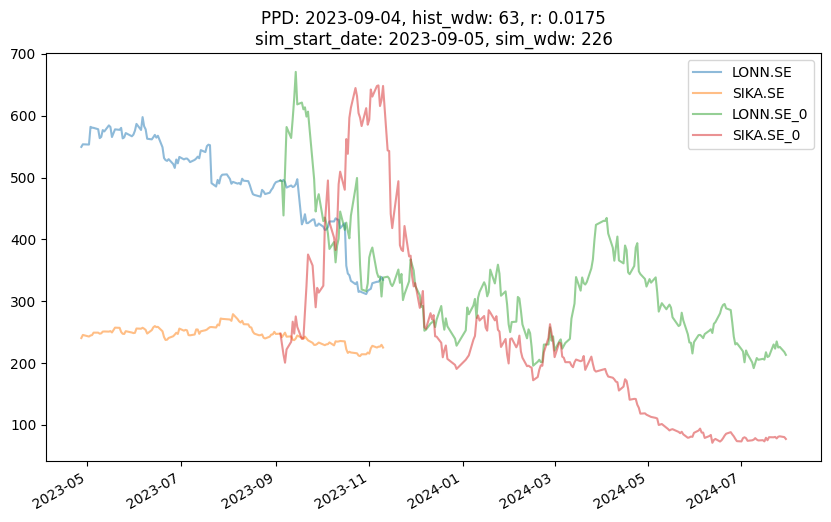 PPD: 2023-09-04, hist_wdw: 63, r: 0.0175
sim_start_date: 2023-09-05, sim_wdw: 226
LONN.SE
SIKA.SE
LONN.SE_0
SIKA.SE_0
700
600
500
400
300
200
100
2023-05
2023-07
2023-09
2023-11
2024-01
2024-03
2024-05
2024-07